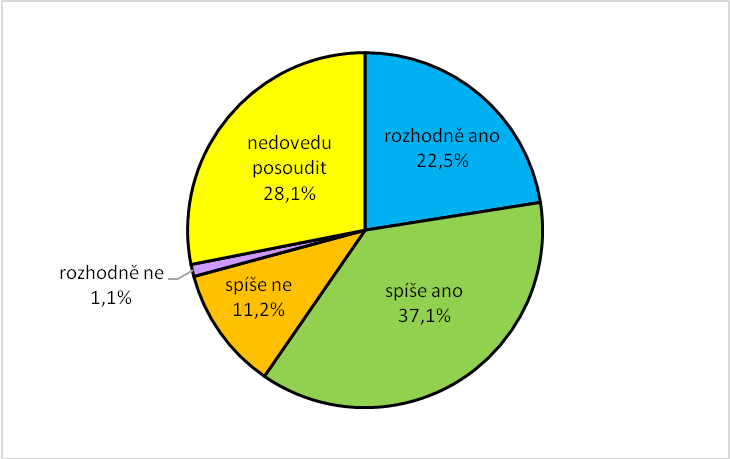 rozhodně ano
22,5%
spíše ano
37,1%
spíše ne
11,2%
rozhodně ne
1,1%
nedovedu
posoudit
28,1%